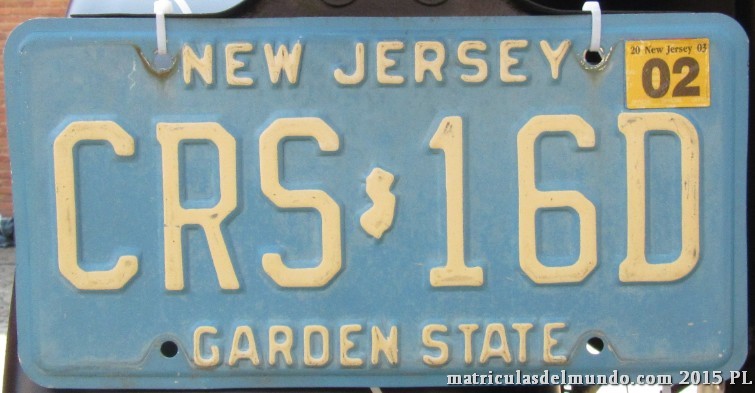 NEW JERSEY
20 New Jersey 03
02
CRS 16D
GARDEN STATE
matriculasdelmundo.com 2015 PL